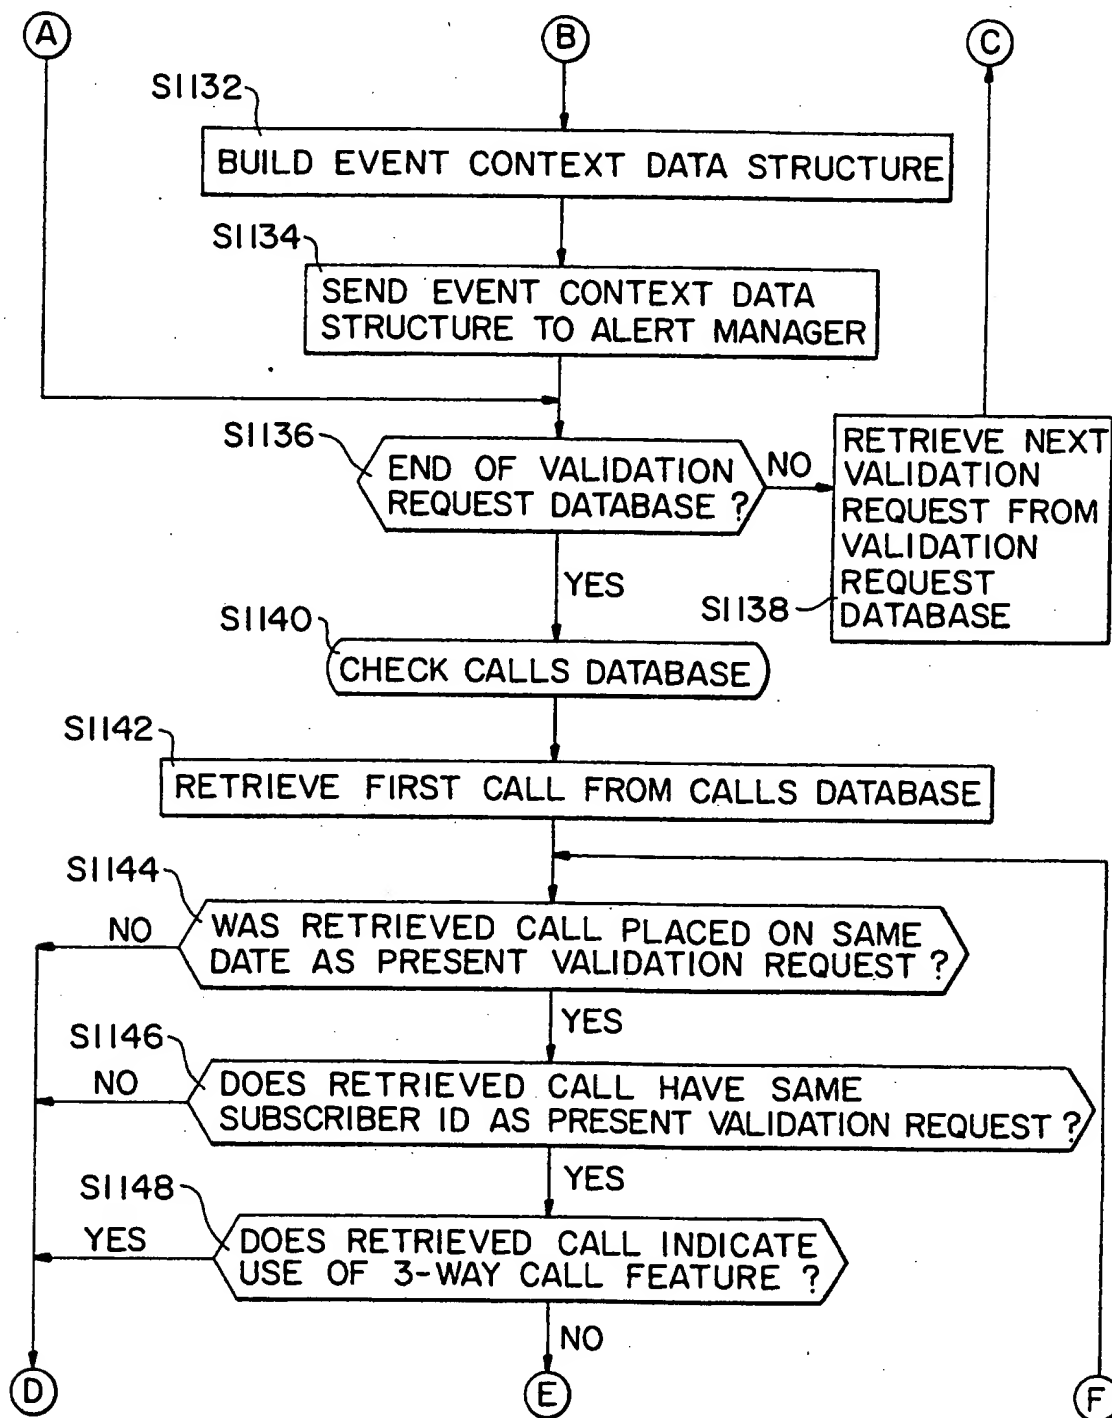 A
B
C
S1132
BUILD EVENT CONTEXT DATA STRUCTURE
S1134
SEND EVENT CONTEXT DATA
STRUCTURE TO ALERT MANAGER
S1136
END OF VALIDATION
REQUEST DATABASE ?
NO
RETRIEVE NEXT
VALIDATION
REQUEST FROM
VALIDATION
REQUEST
DATABASE
S1138
YES
S1140
CHECK CALLS DATABASE
S1142
RETRIEVE FIRST CALL FROM CALLS DATABASE
S1144
NO
WAS RETRIEVED CALL PLACED ON SAME
DATE AS PRESENT VALIDATION REQUEST ?
YES
S1146
NO
DOES RETRIEVED CALL HAVE SAME
SUBSCRIBER ID AS PRESENT VALIDATION REQUEST ?
YES
S1148
YES
DOES RETRIEVED CALL INDICATE
USE OF 3-WAY CALL FEATURE ?
NO
D
E
F